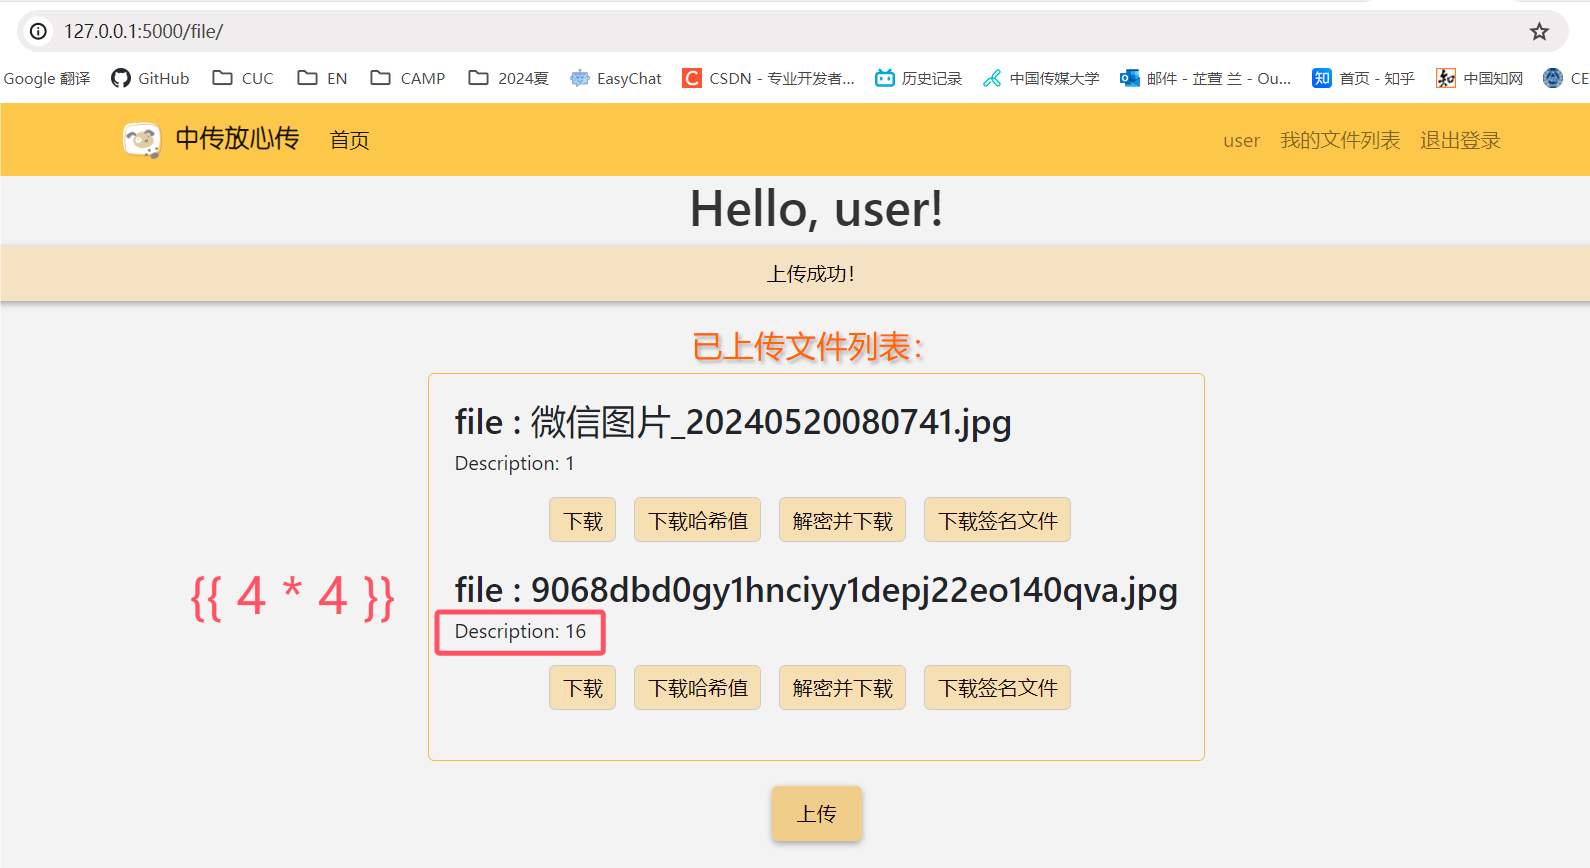 127.0.0.1:5000/file/
Google 翻译 GitHub CUC EN CAMP 2024夏 EasyChat CSDN - 专业开发者... 历史记录 中国传媒大学 邮件 - 芷萱 兰 - Ou... 知 首页 - 知乎 中国知网 CE
中传放心传 首页 user 我的文件列表 退出登录
Hello, user!
上传成功！
已上传文件列表：
file : 微信图片_20240520080741.jpg
Description: 1
下载 下载哈希值 解密并下载 下载签名文件
{{ 4 * 4 }}
file : 9068dbd0gy1hnciyy1depj22eo140qva.jpg
Description: 16
下载 下载哈希值 解密并下载 下载签名文件
上传